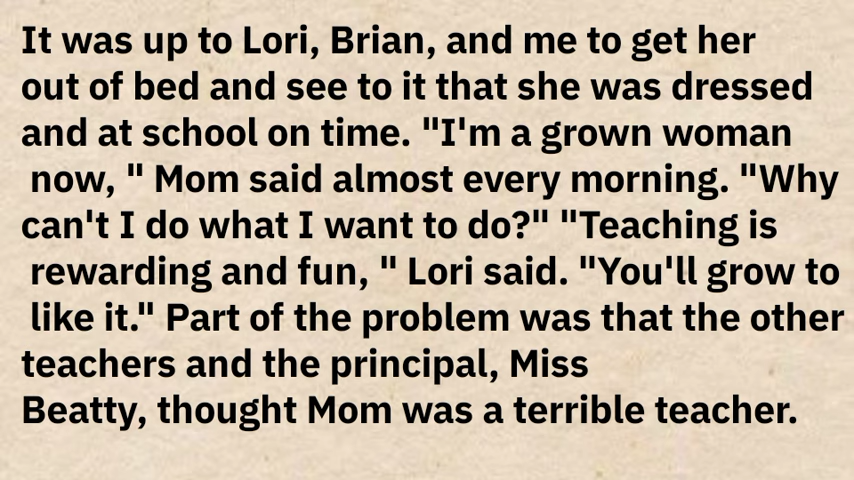 It was up to Lori, Brian, and me to get her
out of bed and see to it that she was dressed
and at school on time. "I'm a grown woman
now, " Mom said almost every morning. "Why
can't I do what I want to do?" "Teaching is
rewarding and fun, " Lori said. "You'll grow to
like it." Part of the problem was that the other
teachers and the principal, Miss
Beatty, thought Mom was a terrible teacher.